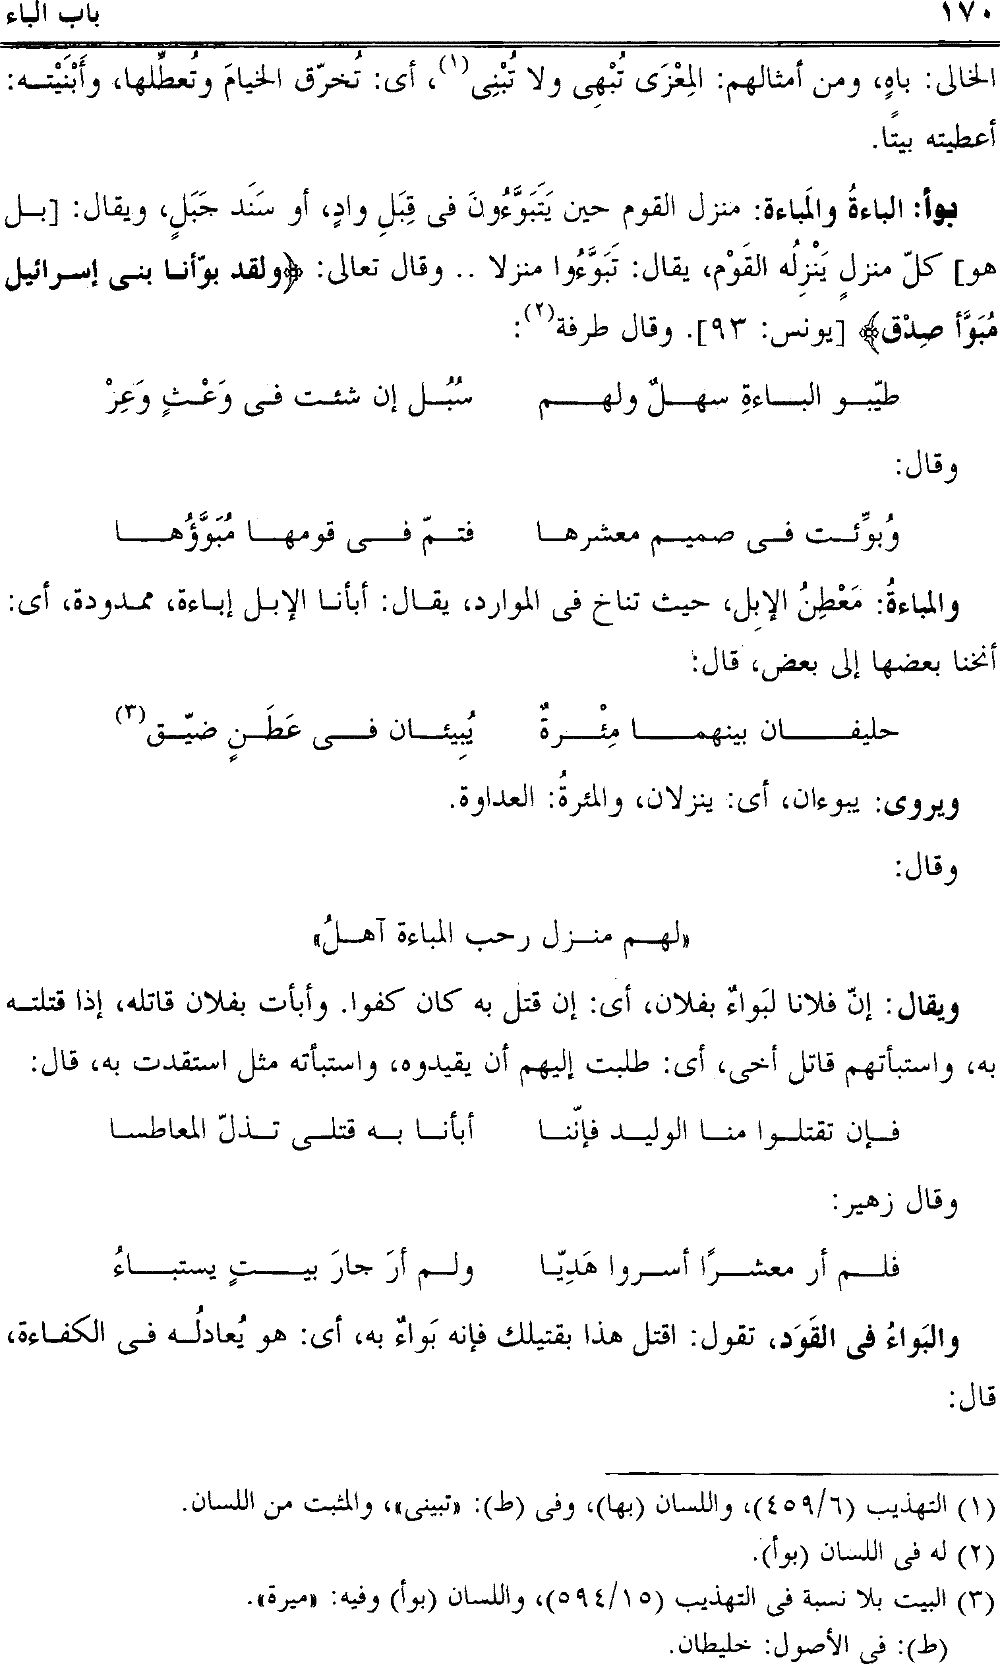 ١٧٠
باب الباء
الخالى: باهٍ، ومن أمثالهم: المِعْزَى تُبْهِى ولا تُبْنِى(١)، أى: تُخرّق الخيامَ وتُعطِّلها، وأَبْنَيْته:
أعطيته بيتًا.
بوأ: الباءةُ والمَباءة: منزل القوم حين يَتَبَوَّءُونَ فى قِبَلِ وادٍ، أو سَنَد جَبَلٍ، ويقال: [بل
هو] كلّ منزلٍ يَنْزِلُه القَوْم، يقال: تَبَوَّءُوا منزلا .. وقال تعالى: ﴿ولقد بوّأنا بنى إسرائيل
مُبَوَّأ صِدْق﴾ [يونس: ٩٣]. وقال طرفة(٢):
طيّبو الباءةِ سهلٌ ولهم سُبُل إن شئت فى وَعْثٍ وَعِرْ
وقال:
وُبوِّئت فى صميم معشرها فتمّ فى قومها مُبَوَّؤُها
والمباءةُ: مَعْطِنُ الإبِل، حيث تناخ فى الموارد، يقال: أبأنا الإبل إباءة، ممدودة، أى:
أنخنا بعضها إلى بعض، قال:
حليفان بينهما مِئْرةٌ يُبِيئان فى عَطَنٍ ضيّق(٣)
ويروى: يبوءان، أى: ينزلان، والمئرةُ: العداوة.
وقال:
«لهم منزل رحب المباءة آهلُ»
ويقال: إنّ فلانا لبَواءٌ بفلان، أى: إن قتل به كان كفوا. وأبأت بفلان قاتله، إذا قتلته
به، واستبأتهم قاتل أخى، أى: طلبت إليهم أن يقيدوه، واستبأته مثل استقدت به، قال:
فإن تقتلوا منا الوليد فإنّنا أبأنا به قتلى تذلّ المعاطسا
وقال زهير:
فلم أر معشرًا أسروا هَدِيّا ولم أرَ جارَ بيتٍ يستباءُ
والبَواءُ فى القَوَد، تقول: اقتل هذا بقتيلك فإنه بَواءٌ به، أى: هو يُعادلُه فى الكفاءة،
قال:
(١) التهذيب (٤٥٩/٦)، واللسان (بها)، وفى (ط): «تبينى»، والمثبت من اللسان.
(٢) له فى اللسان (بوأ).
(٣) البيت بلا نسبة فى التهذيب (٥٩٤/١٥)، واللسان (بوأ) وفيه: «ميرة».
(ط): فى الأصول: خليطان.